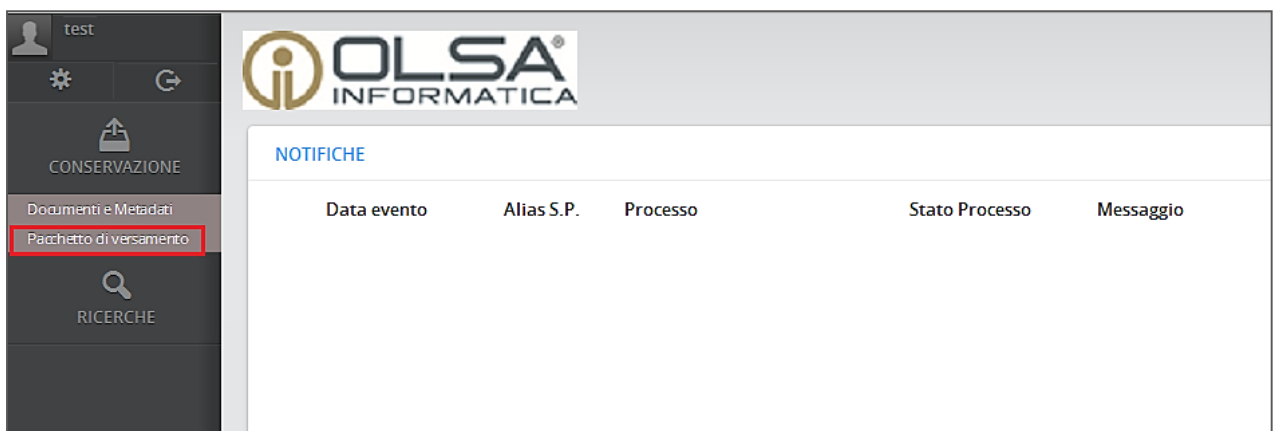 test
CONSERVAZIONE
Documenti e Metadati
Pacchetto di versamento
RICERCHE
OLSA®
INFORMATICA
NOTIFICHE
Data evento Alias S.P. Processo Stato Processo Messaggio